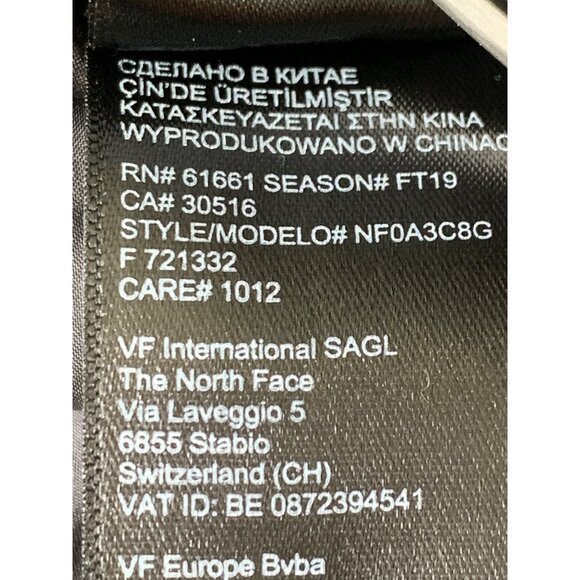 СДЕЛАНО В КИТАЕ
ÇİN'DE ÜRETİLMİŞTİR
ΚΑΤΑΣΚΕΥΑΖΕΤΑΙ ΣΤΗΝ ΚΙΝΑ
WYPRODUKOWANO W CHINAC
RN# 61661 SEASON# FT19
CA# 30516
STYLE/MODELO# NF0A3C8G
F 721332
CARE# 1012
VF International SAGL
The North Face
Via Laveggio 5
6855 Stabio
Switzerland (CH)
VAT ID: BE 0872394541
VF Europe Bvba